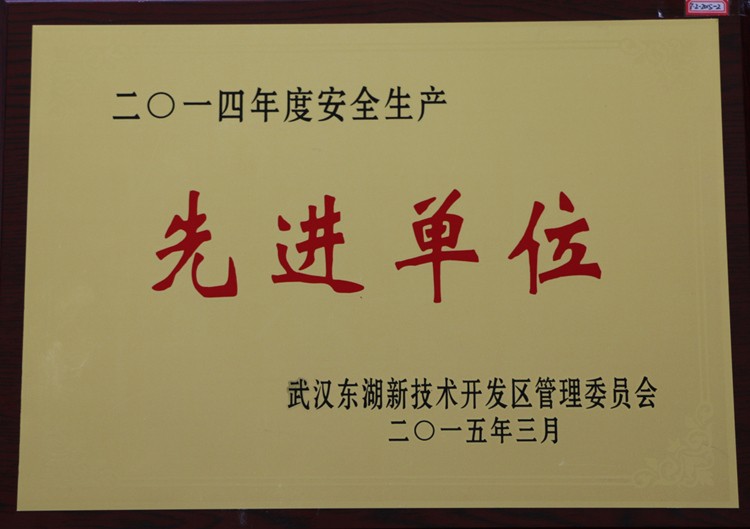 二〇一四年度安全生产
先进单位
武汉东湖新技术开发区管理委员会
二〇一五年三月